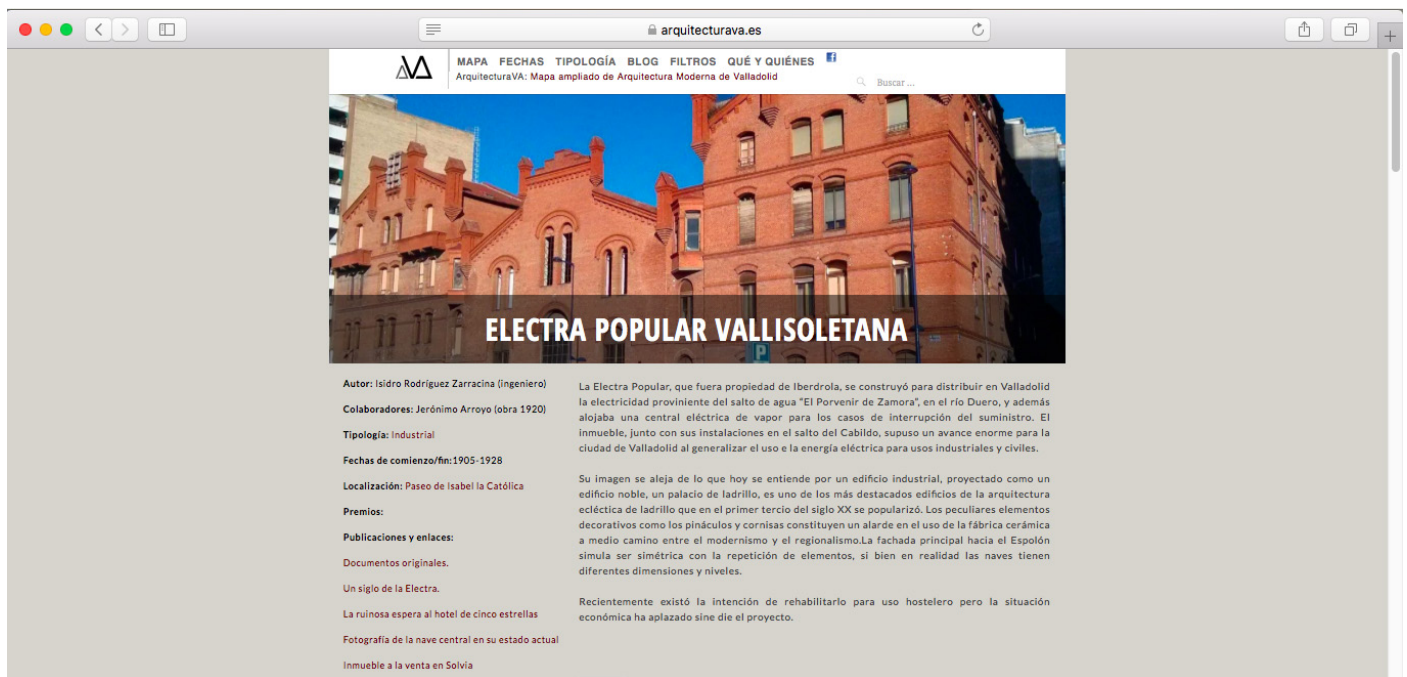 arquitecturava.es
MAPA FECHAS TIPOLOGÍA BLOG FILTROS QUÉ Y QUIÉNES
ArquitecturaVA: Mapa ampliado de Arquitectura Moderna de Valladolid
Buscar ...
P
ELECTRA POPULAR VALLISOLETANA
Autor: Isidro Rodríguez Zarracina (ingeniero)
Colaboradores: Jerónimo Arroyo (obra 1920)
Tipología: Industrial
Fechas de comienzo/fin:1905-1928
Localización: Paseo de Isabel la Católica
Premios:
Publicaciones y enlaces:
Documentos originales.
Un siglo de la Electra.
La ruinosa espera al hotel de cinco estrellas
Fotografía de la nave central en su estado actual
Inmueble a la venta en Solvia
La Electra Popular, que fuera propiedad de Iberdrola, se construyó para distribuir en Valladolid
la electricidad proviniente del salto de agua "El Porvenir de Zamora", en el río Duero, y además
alojaba una central eléctrica de vapor para los casos de interrupción del suministro. El
inmueble, junto con sus instalaciones en el salto del Cabildo, supuso un avance enorme para la
ciudad de Valladolid al generalizar el uso e la energía eléctrica para usos industriales y civiles.
Su imagen se aleja de lo que hoy se entiende por un edificio industrial, proyectado como un
edificio noble, un palacio de ladrillo, es uno de los más destacados edificios de la arquitectura
ecléctica de ladrillo que en el primer tercio del siglo XX se popularizó. Los peculiares elementos
decorativos como los pináculos y cornisas constituyen un alarde en el uso de la fábrica cerámica
a medio camino entre el modernismo y el regionalismo.La fachada principal hacia el Espolón
simula ser simétrica con la repetición de elementos, si bien en realidad las naves tienen
diferentes dimensiones y niveles.
Recientemente existó la intención de rehabilitarlo para uso hostelero pero la situación
económica ha aplazado sine die el proyecto.